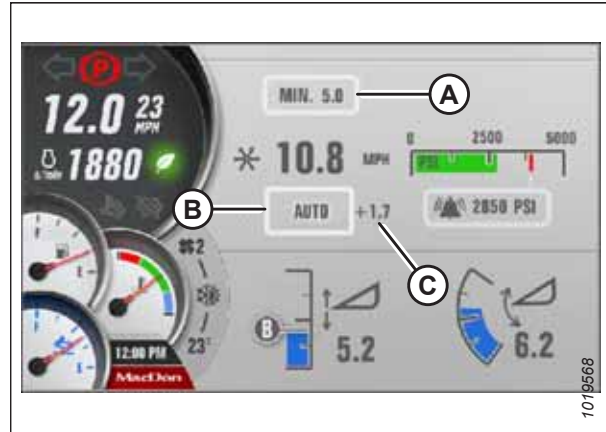 P
12.0 23
MPH
1880
MIN. 5.0
A
10.8 MPH
0 2500 5000
PSI
B
AUTO +1.7
2850 PSI
C
F
E
F
E
2
23°
12:00 PM
MacDon
B
5.2
6.2
1019568